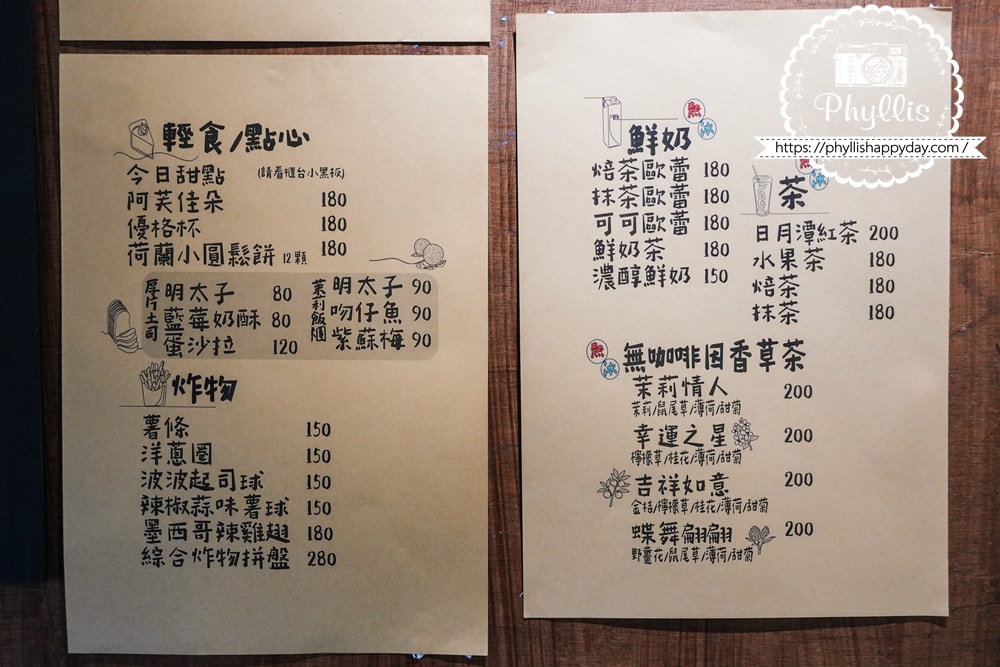 輕食/點心
今日甜點 (請看櫃台小黑板)
阿芙佳朵 180
優格杯 180
荷蘭小圓鬆餅 12顆 180
厚片土司
明太子 80
藍莓奶酥 80
蛋沙拉 120
茉莉飯糰
明太子 90
吻仔魚 90
紫蘇梅 90
炸物
薯條 150
洋蔥圈 150
波波起司球 150
辣椒蒜味薯球 150
墨西哥辣雞翅 180
綜合炸物拼盤 280
鮮奶 熱 冰
焙茶歐蕾 180
抹茶歐蕾 180
可可歐蕾 180
鮮奶茶 180
濃醇鮮奶 150
茶 熱 冰
日月潭紅茶 200
水果茶 180
焙茶 180
抹茶 180
熱 冰 無咖啡因香草茶
茉莉情人 200
茉莉/鼠尾草/薄荷/甜菊
幸運之星 200
檸檬草/桂花/薄荷/甜菊
吉祥如意 200
金桔/檸檬草/桂花/薄荷/甜菊
蝶舞翩翩 200
野薑花/鼠尾草/薄荷/甜菊
Phyllis
https://phyllishappyday.com/